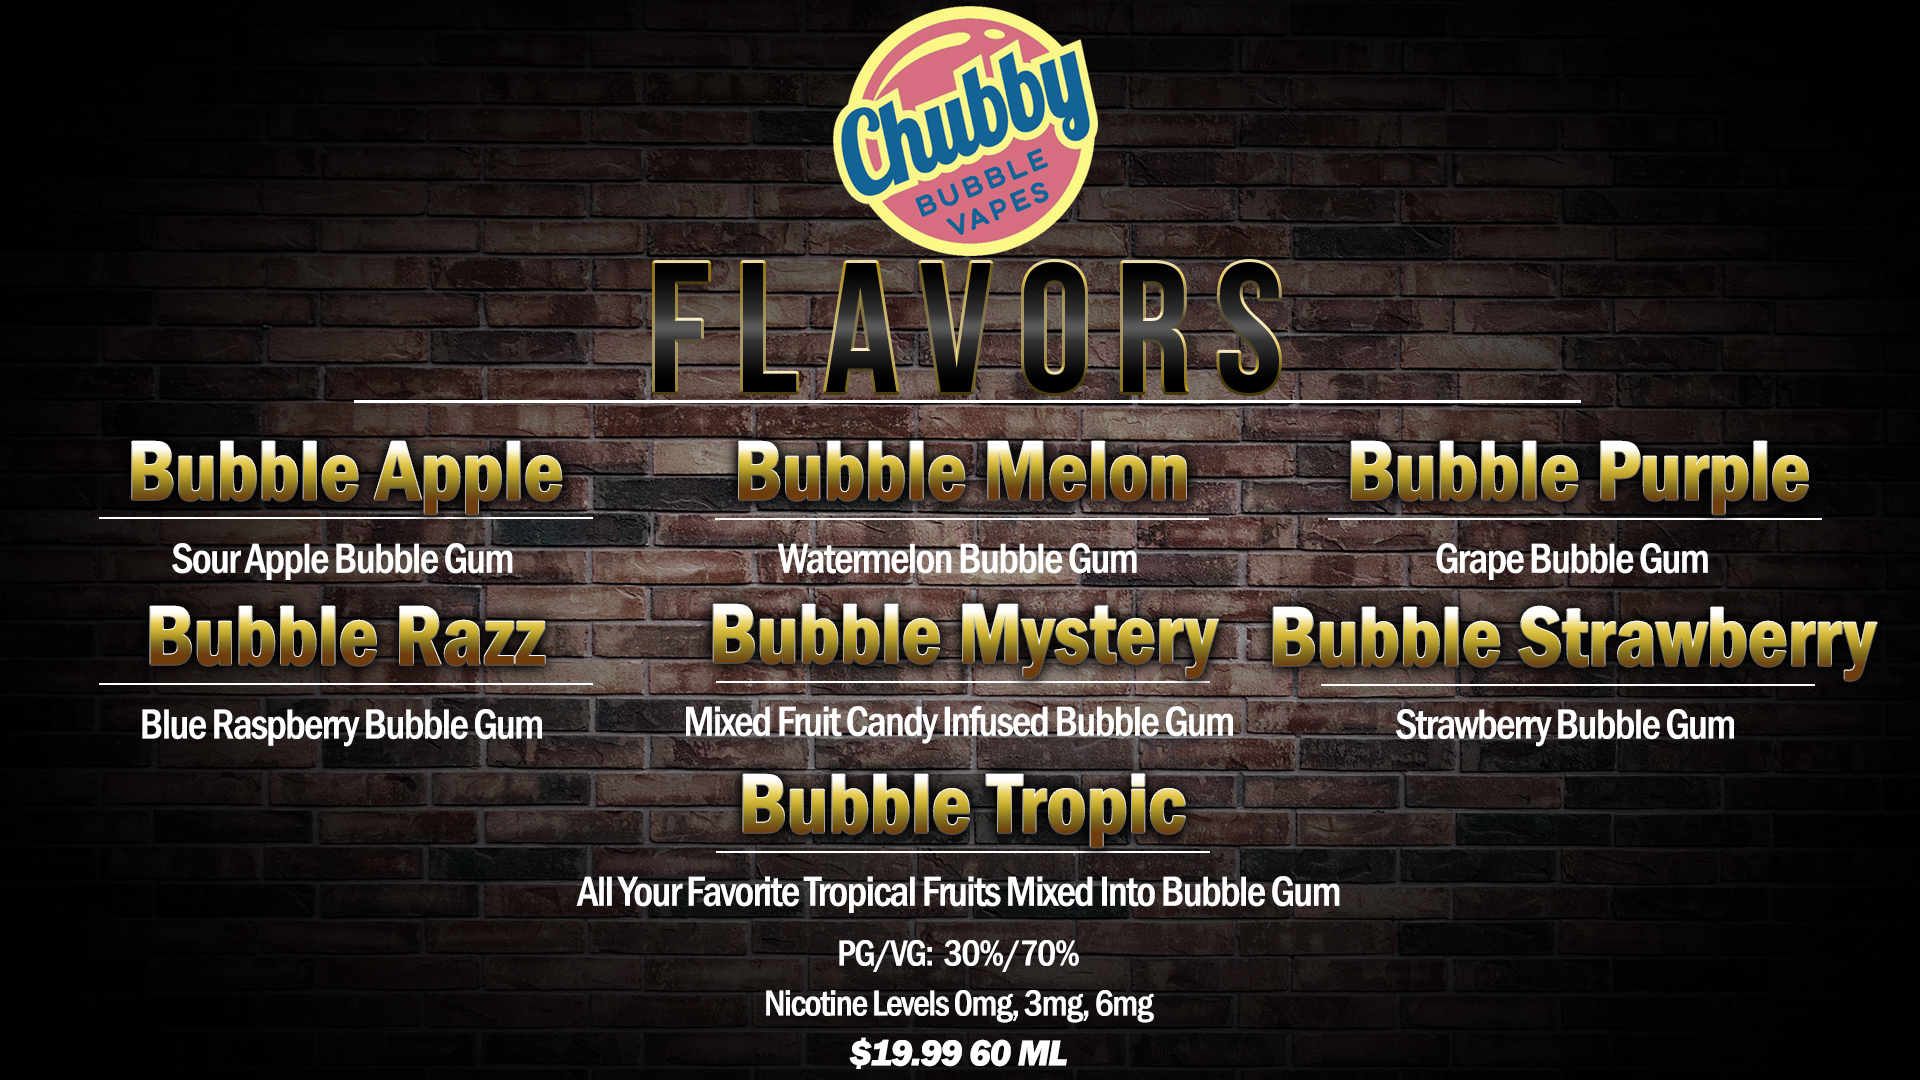 Chubby
BUBBLE
VAPES
FLAVORS
Bubble Apple
Sour Apple Bubble Gum
Bubble Melon
Watermelon Bubble Gum
Bubble Purple
Grape Bubble Gum
Bubble Razz
Blue Raspberry Bubble Gum
Bubble Mystery
Mixed Fruit Candy Infused Bubble Gum
Bubble Strawberry
Strawberry Bubble Gum
Bubble Tropic
All Your Favorite Tropical Fruits Mixed Into Bubble Gum
PG/VG: 30%/70%
Nicotine Levels 0mg, 3mg, 6mg
$19.99 60 ML